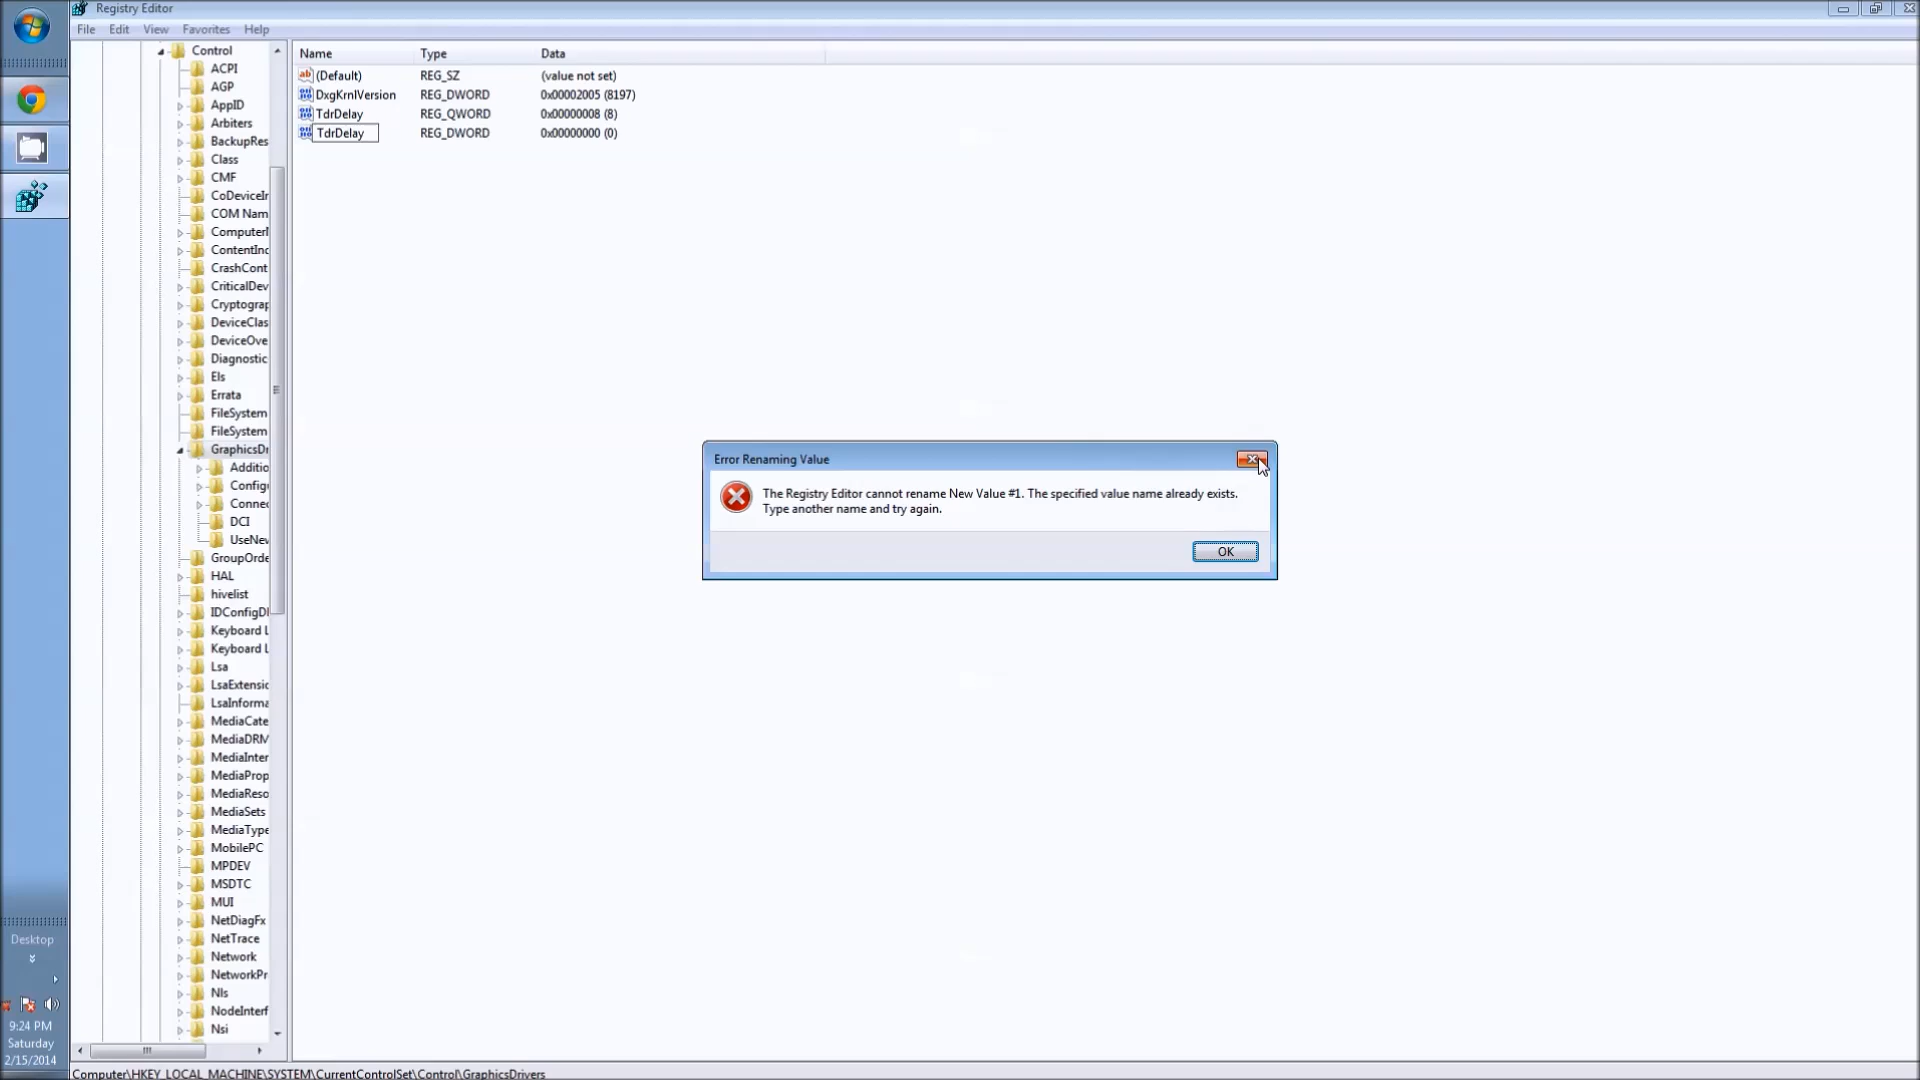 Registry Editor
File Edit View Favorites Help
Control
ACPI
AGP
AppID
Arbiters
BackupRes
Class
CMF
CoDeviceIr
COM Nam
Computer
ContentInd
CrashCont
CriticalDev
Cryptograp
DeviceClas
DeviceOve
Diagnostic
Els
Errata
FileSystem
FileSystem
GraphicsDr
Additio
Config
Connec
DCI
UseNew
GroupOrde
HAL
hivelist
IDConfigD
Keyboard L
Keyboard L
Lsa
LsaExtensio
LsaInforma
MediaCate
MediaDRM
MediaInter
MediaProp
MediaReso
MediaSets
MediaType
MobilePC
MPDEV
MSDTC
MUI
NetDiagFx
NetTrace
Network
NetworkPr
Nls
NodeInterf
Nsi
Name Type Data
(Default) REG_SZ (value not set)
DxgKrnlVersion REG_DWORD 0x00002005 (8197)
TdrDelay REG_QWORD 0x00000008 (8)
TdrDelay REG_DWORD 0x00000000 (0)
Error Renaming Value
The Registry Editor cannot rename New Value #1. The specified value name already exists.
Type another name and try again.
OK
Desktop
9:24 PM
Saturday
2/15/2014
Computer\HKEY_LOCAL_MACHINE\SYSTEM\CurrentControlSet\Control\GraphicsDrivers